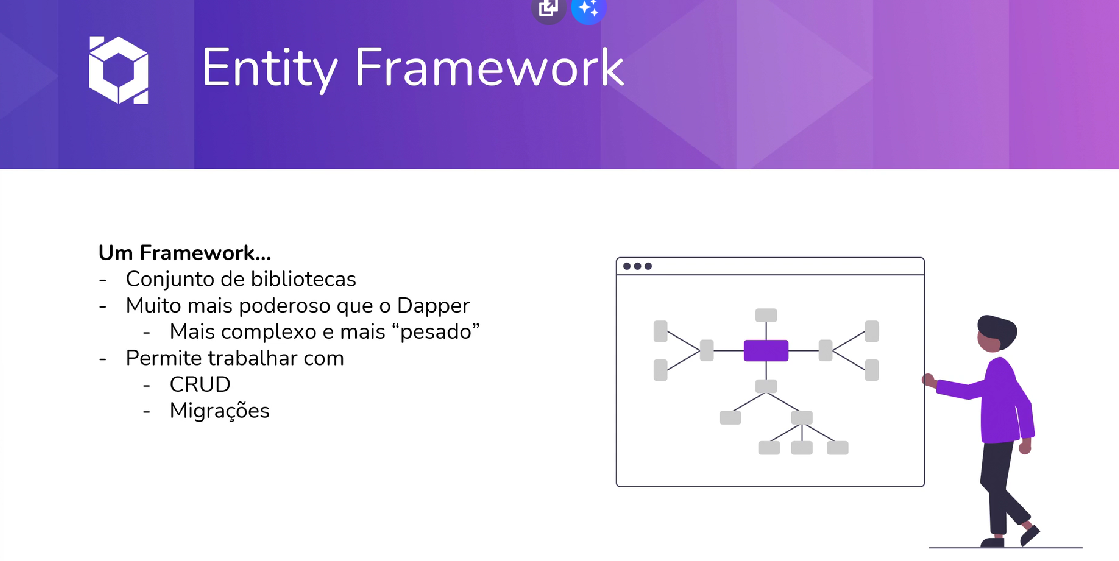 Entity Framework
Um Framework...
- Conjunto de bibliotecas
- Muito mais poderoso que o Dapper
- Mais complexo e mais “pesado”
- Permite trabalhar com
- CRUD
- Migrações